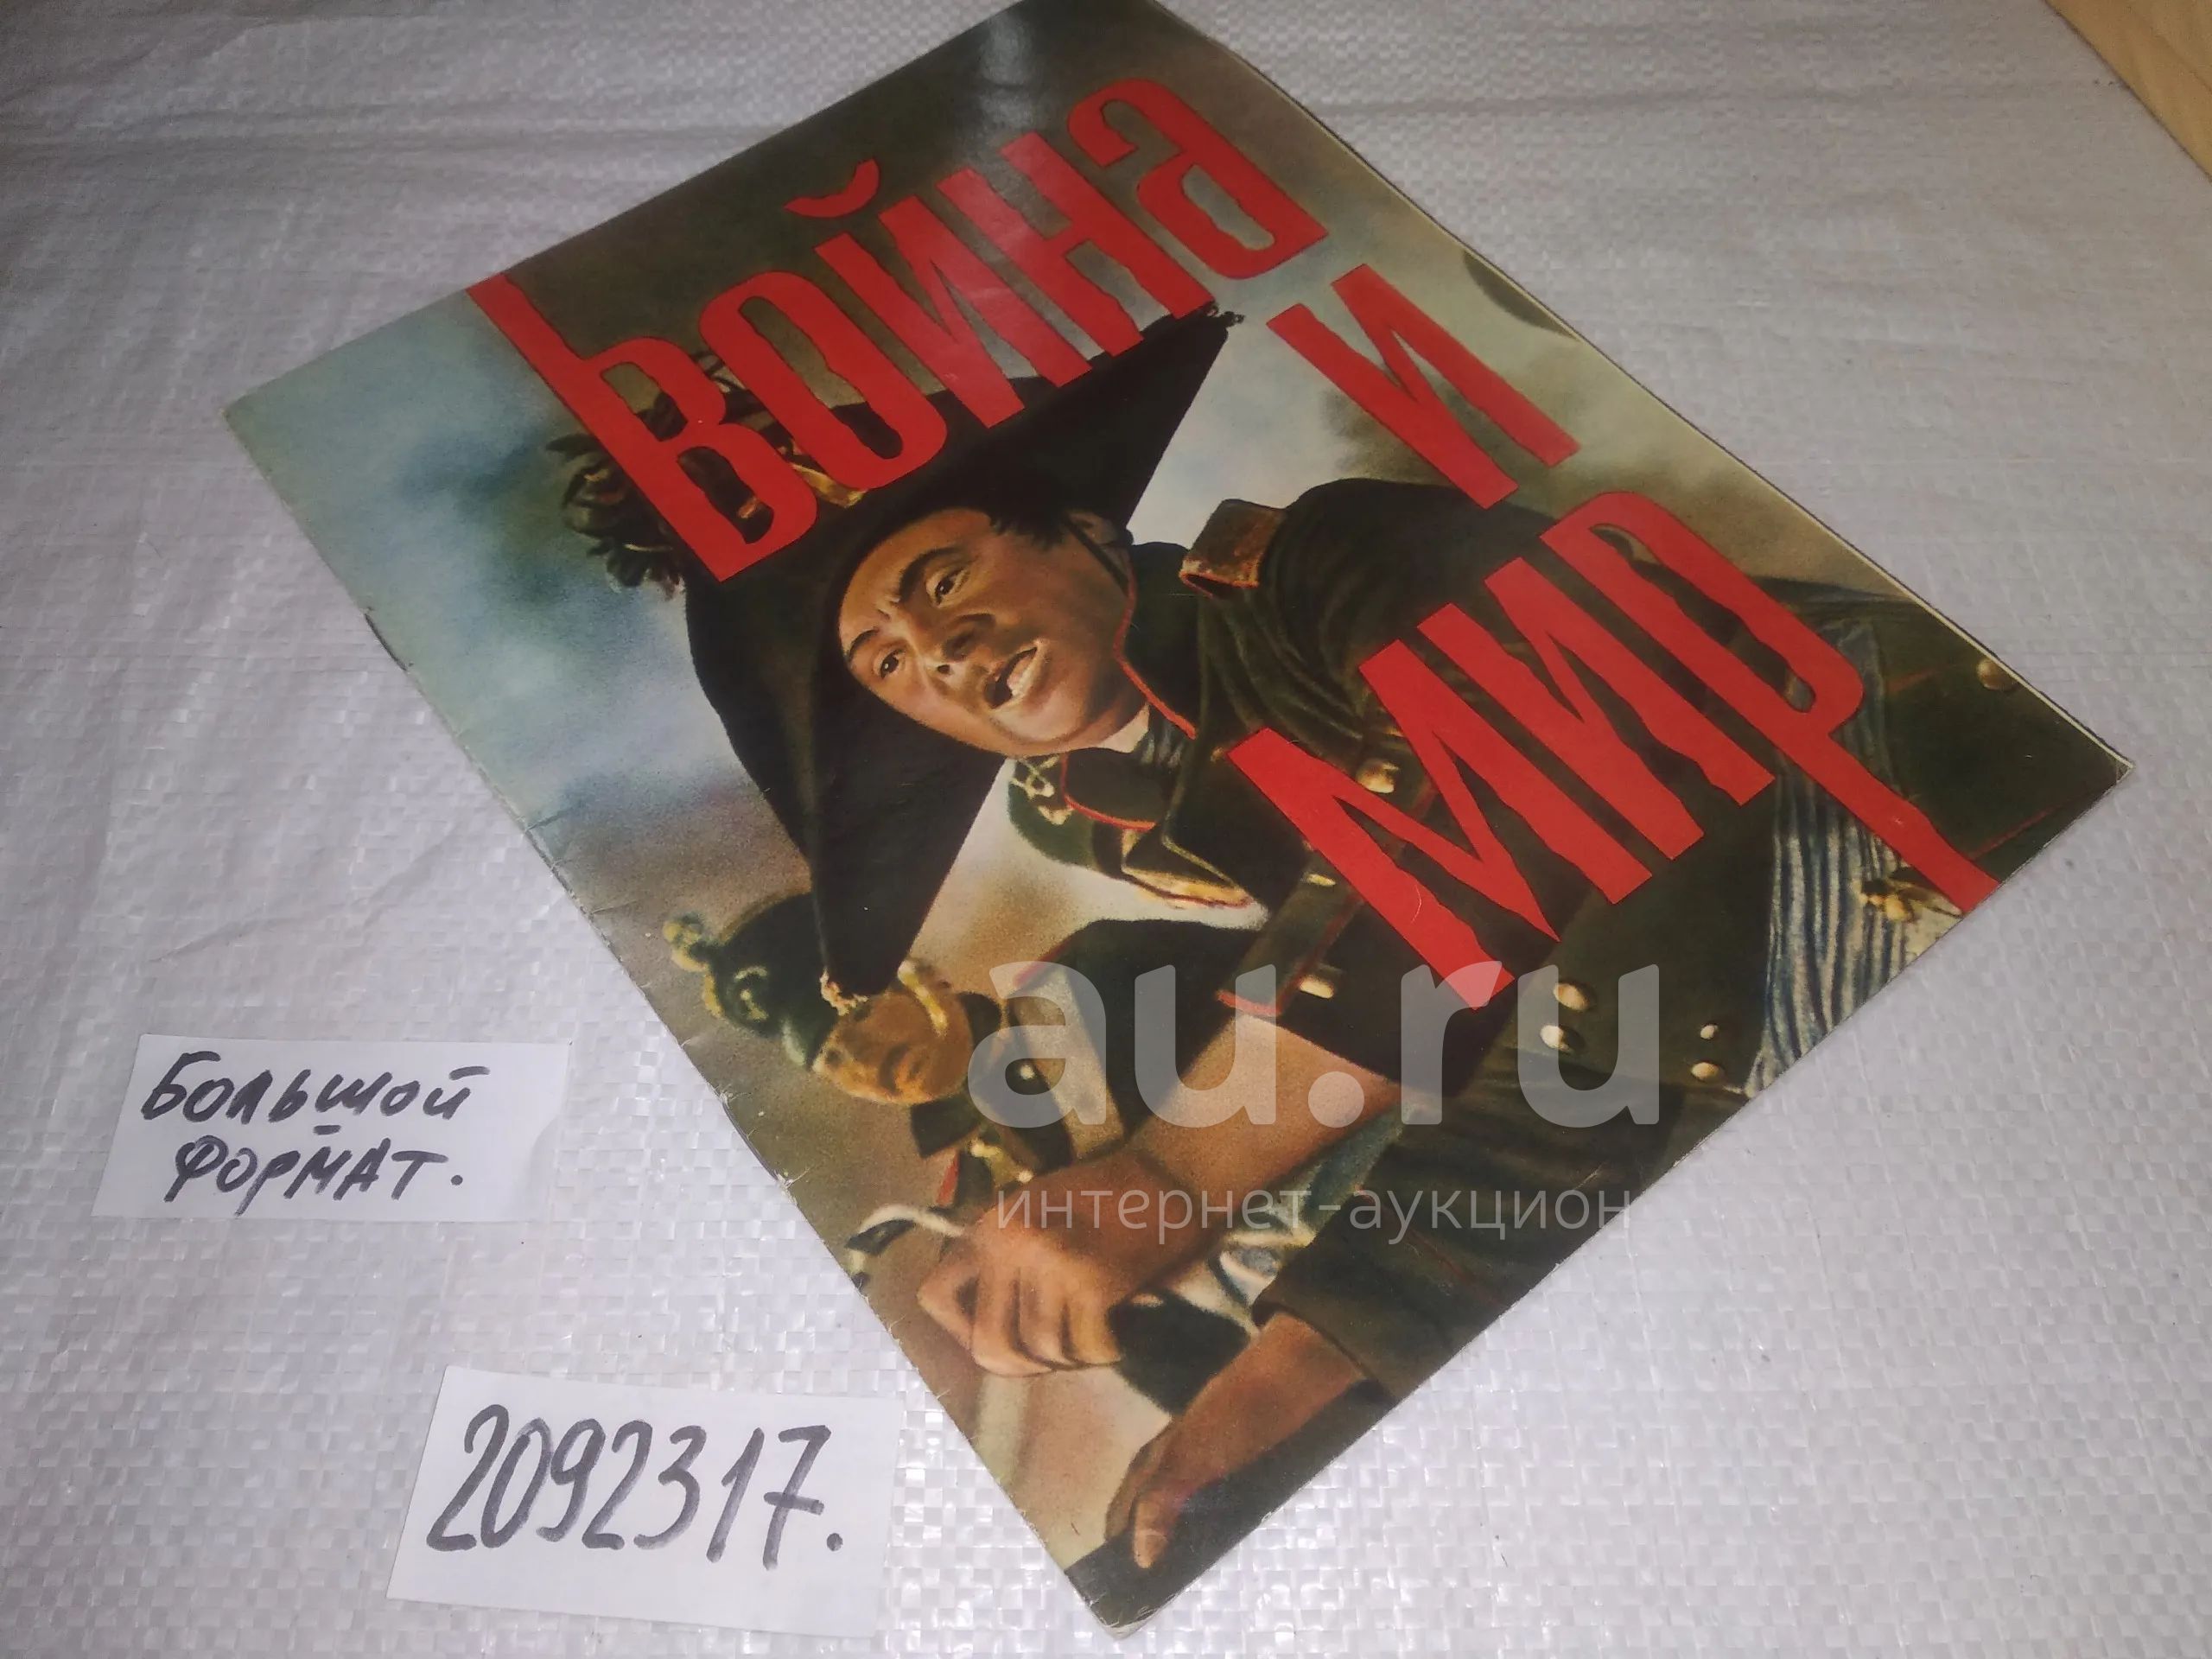 война
и
мир
au.ru
интернет-аукцион
Большой
формат.
2092317.